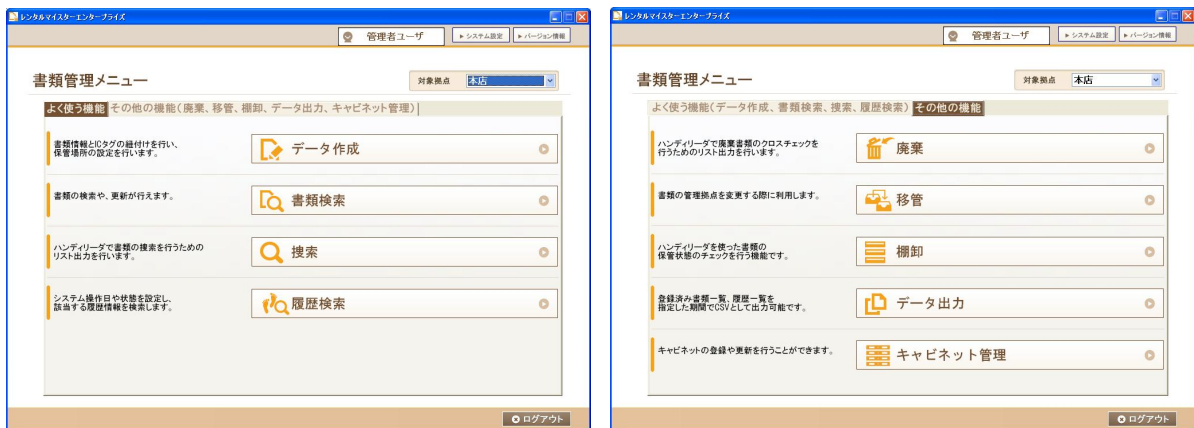 レンタルマイスターエンタープライズ
管理者ユーザ
▶システム設定
▶バージョン情報
書類管理メニュー
対象拠点 本店
よく使う機能 その他の機能(廃棄、移管、棚卸、データ出力、キャビネット管理)
書類情報とICタグの紐付けを行い、
保管場所の設定を行います。
データ作成
書類の検索や、更新が行えます。
書類検索
ハンディリーダで書類の捜索を行うための
リスト出力を行います。
捜索
システム操作日や状態を設定し、
該当する履歴情報を検索します。
履歴検索
ログアウト
レンタルマイスターエンタープライズ
管理者ユーザ
▶システム設定
▶バージョン情報
書類管理メニュー
対象拠点 本店
よく使う機能(データ作成、書類検索、捜索、履歴検索) その他の機能
ハンディリーダで廃棄書類のクロスチェックを
行うためのリスト出力を行います。
廃棄
書類の管理拠点を変更する際に利用します。
移管
ハンディリーダを使った書類の
保管状態のチェックを行う機能です。
棚卸
登録済み書類一覧、履歴一覧を
指定した期間でCSVとして出力可能です。
データ出力
キャビネットの登録や更新を行うことができます。
キャビネット管理
ログアウト